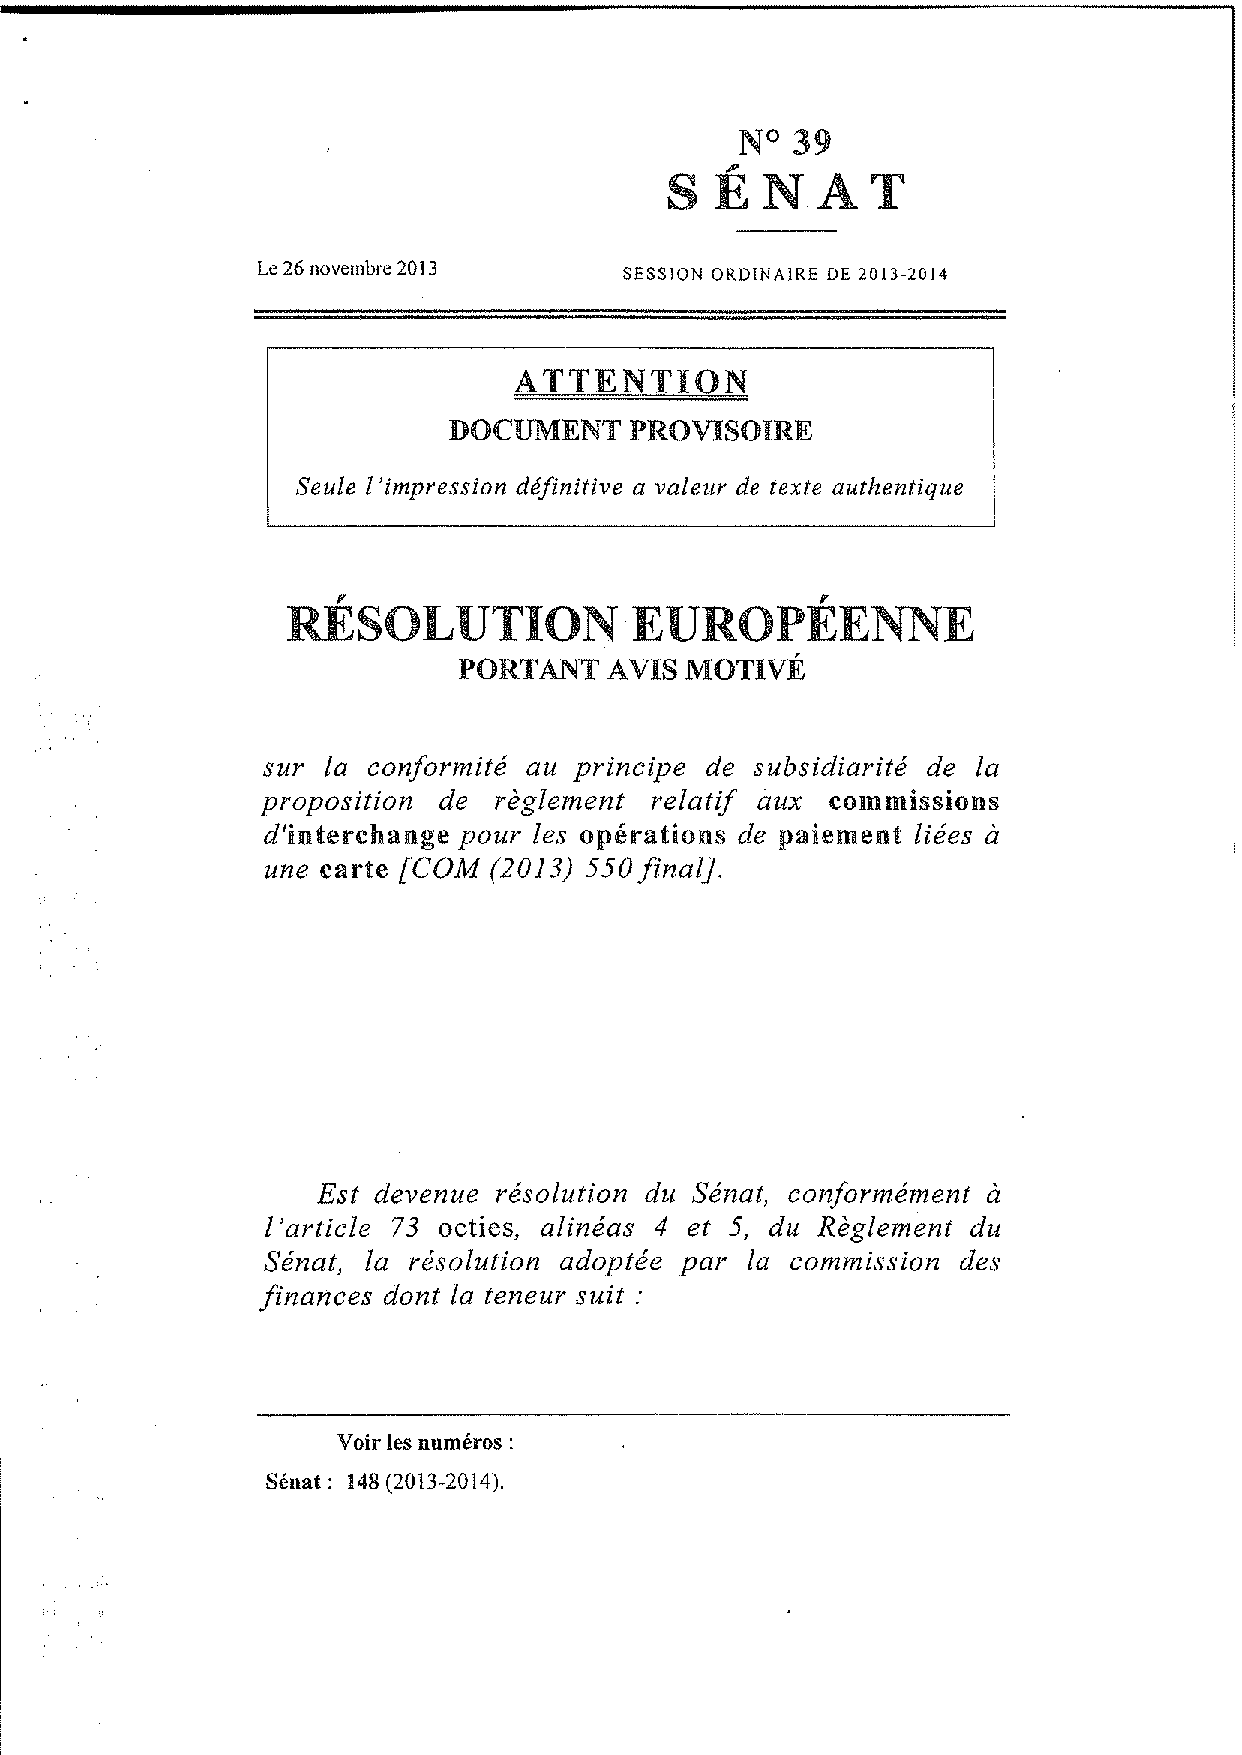 N° 39
SÉNAT
Le 26 novembre 2013
SESSION ORDINAIRE DE 2013-2014
ATTENTION
DOCUMENT PROVISOIRE
Seule l'impression définitive a valeur de texte authentique
RÉSOLUTION EUROPÉENNE
PORTANT AVIS MOTIVÉ
sur la conformité au principe de subsidiarité de la
proposition de règlement relatif aux commissions
d'interchange pour les opérations de paiement liées à
une carte [COM (2013) 550 final].
Est devenue résolution du Sénat, conformément à
l'article 73 octies, alinéas 4 et 5, du Règlement du
Sénat, la résolution adoptée par la commission des
finances dont la teneur suit :
Voir les numéros :
Sénat : 148 (2013-2014).